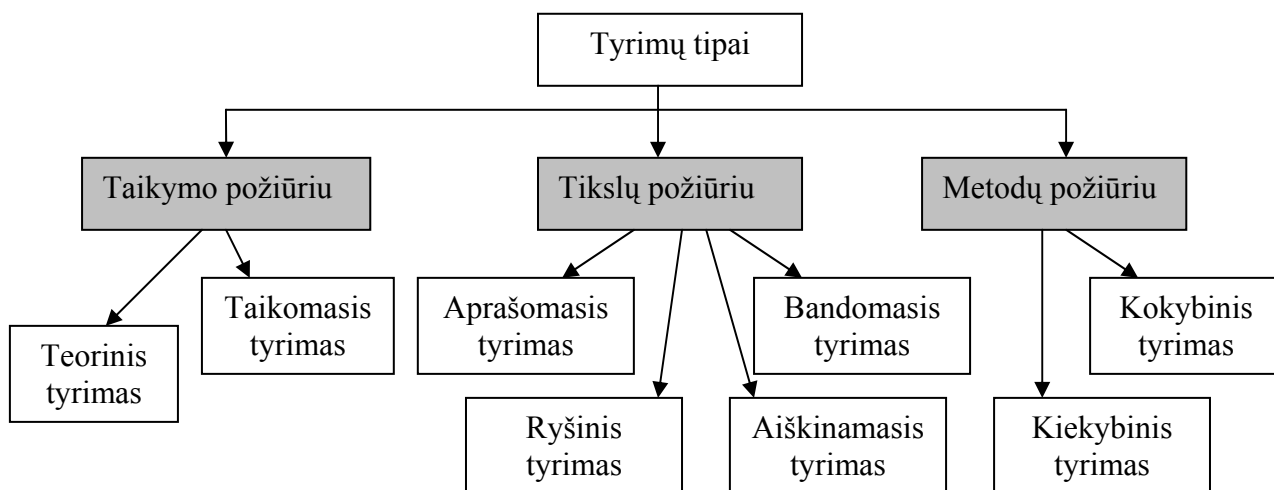 Tyrimų tipai
Taikymo požiūriu
Tikslų požiūriu
Metodų požiūriu
Teorinis
tyrimas
Taikomasis
tyrimas
Aprašomasis
tyrimas
Ryšinis
tyrimas
Aiškinamasis
tyrimas
Bandomasis
tyrimas
Kiekybinis
tyrimas
Kokybinis
tyrimas